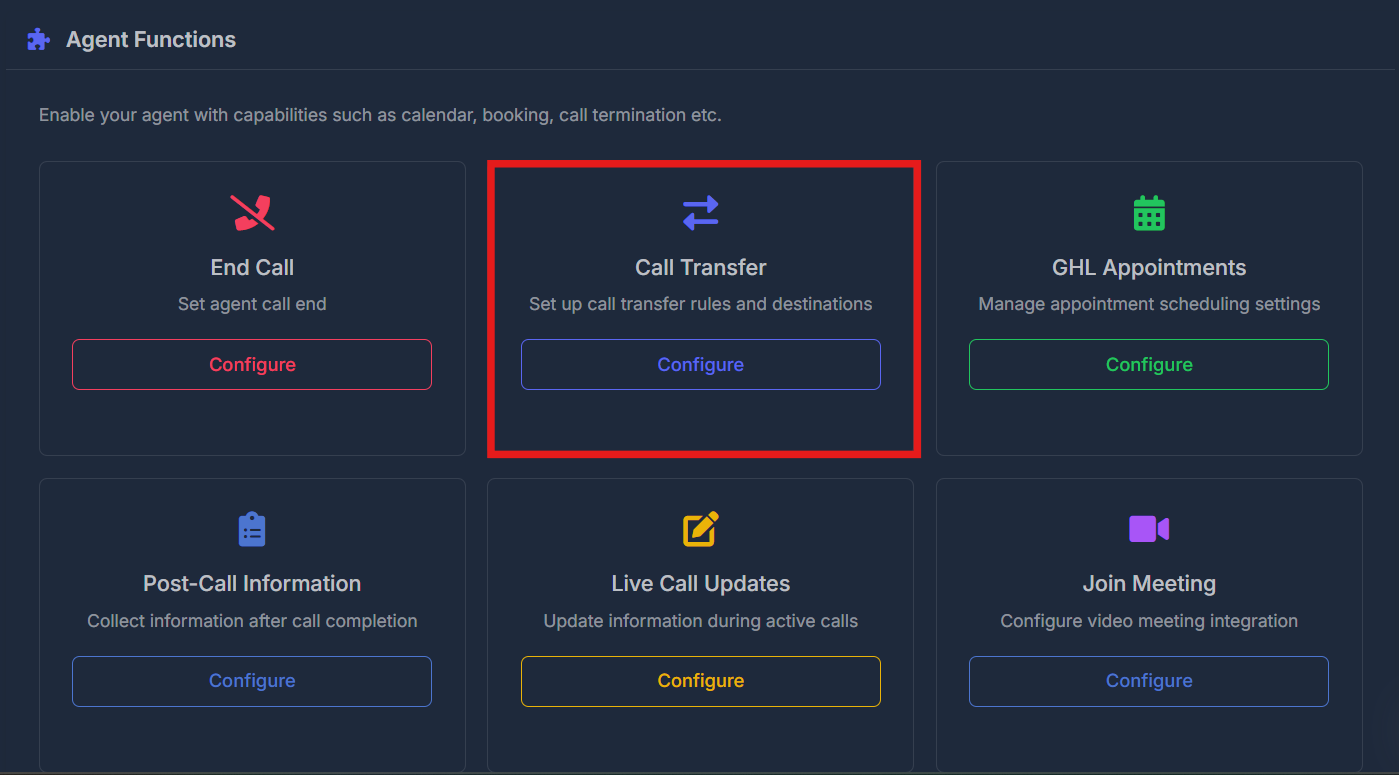 Agent Functions
Enable your agent with capabilities such as calendar, booking, call termination etc.
End Call
Set agent call end
Configure
Call Transfer
Set up call transfer rules and destinations
Configure
GHL Appointments
Manage appointment scheduling settings
Configure
Post-Call Information
Collect information after call completion
Configure
Live Call Updates
Update information during active calls
Configure
Join Meeting
Configure video meeting integration
Configure